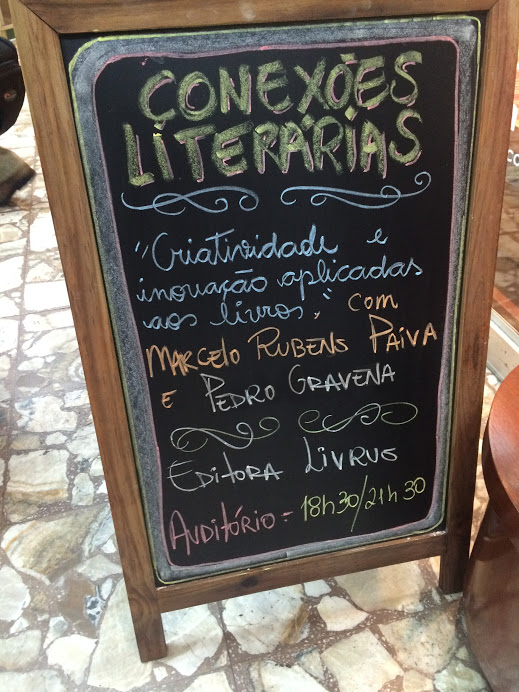 CONEXÕES
LITERÁRIAS
"Criatividade e
inovação aplicadas
aos livros", com
MARCELO RUBENS PAIVA
E PEDRO GRAVENA
EDITORA LIVRUS
AUDITÓRIO - 18h30/21h30